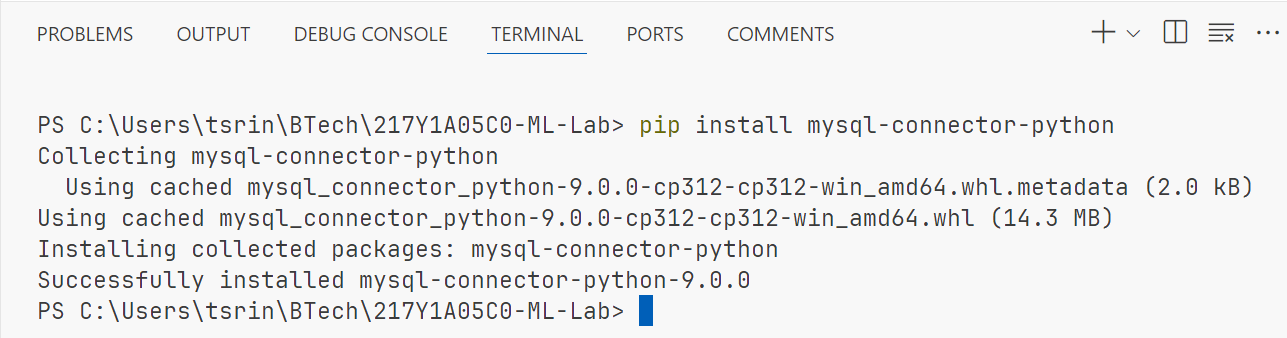 PROBLEMS OUTPUT DEBUG CONSOLE TERMINAL PORTS COMMENTS
PS C:\Users\tsrin\BTech\217Y1A05C0-ML-Lab> pip install mysql-connector-python
Collecting mysql-connector-python
  Using cached mysql_connector_python-9.0.0-cp312-cp312-win_amd64.whl.metadata (2.0 kB)
Using cached mysql_connector_python-9.0.0-cp312-cp312-win_amd64.whl (14.3 MB)
Installing collected packages: mysql-connector-python
Successfully installed mysql-connector-python-9.0.0
PS C:\Users\tsrin\BTech\217Y1A05C0-ML-Lab>